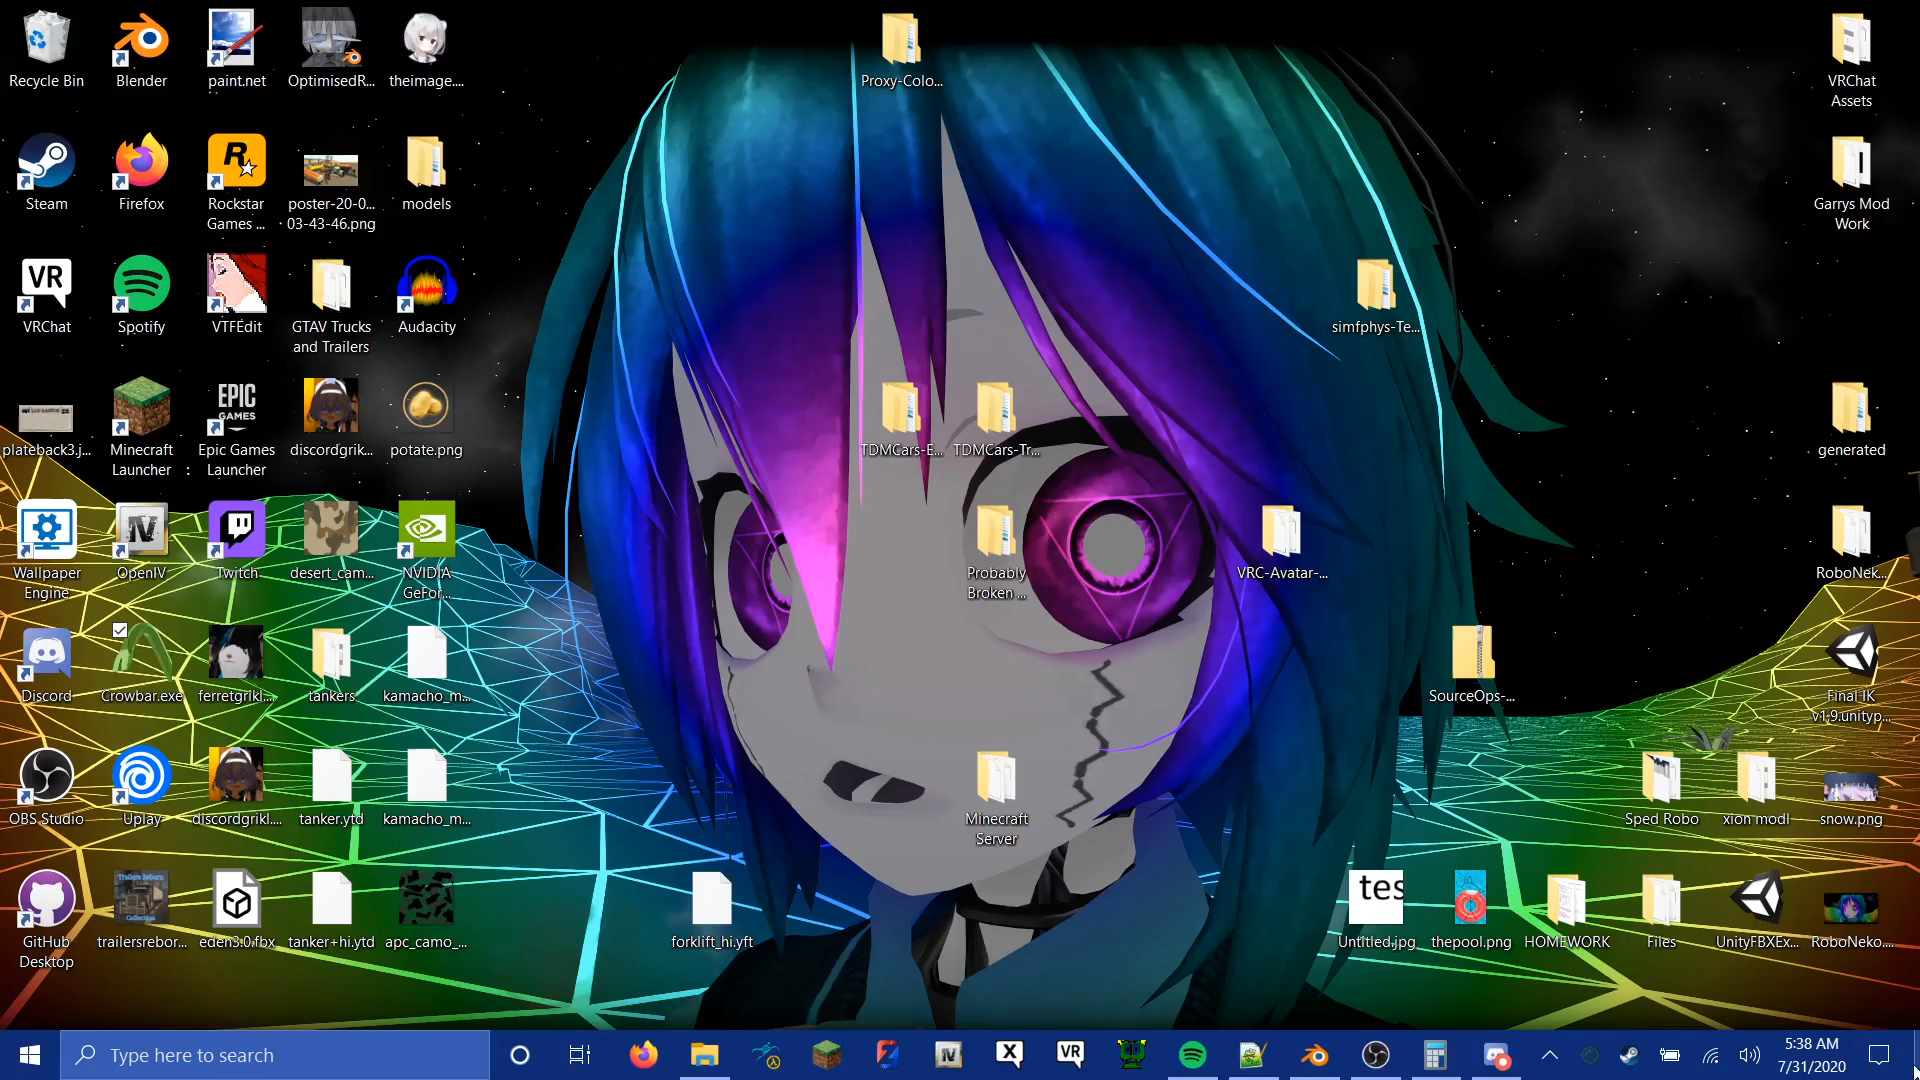 Recycle Bin
Blender
paint.net
OptimisedR...
theimage....
Proxy-Colo...
VRChat
Assets
Steam
Firefox
R
Rockstar
Games ...
poster-20-0...
03-43-46.png
models
Garrys Mod
Work
VR
VRChat
Spotify
VTFEdit
GTAV Trucks
and Trailers
Audacity
simfphys-Te...
plateback3.j...
Minecraft
Launcher
EPIC
GAMES
Epic Games
Launcher
discordgrik...
potate.png
TDMCars-E...
TDMCars-Tr...
generated
Wallpaper
Engine
IV
OpenIV
Twitch
desert_cam...
NVIDIA
GeFor...
Probably
Broken ...
VRC-Avatar-...
RoboNek...
Discord
Crowbar.exe
ferretgrikl....
tankers
kamacho_m...
SourceOps-...
Final IK
v1.9.unityp...
OBS Studio
Uplay
discordgrikl....
tanker.ytd
kamacho_m...
Minecraft
Server
Sped Robo
xion modl
snow.png
GitHub
Desktop
Trailers Reborn
Collection
trailersrebor...
eden3.0.fbx
tanker+hi.ytd
apc_camo_...
forklift_hi.yft
tes
Untitled.jpg
thepool.png
HOMEWORK
Files
UnityFBXEx...
RoboNeko....
Type here to search
IV
X
VR
5:38 AM
7/31/2020